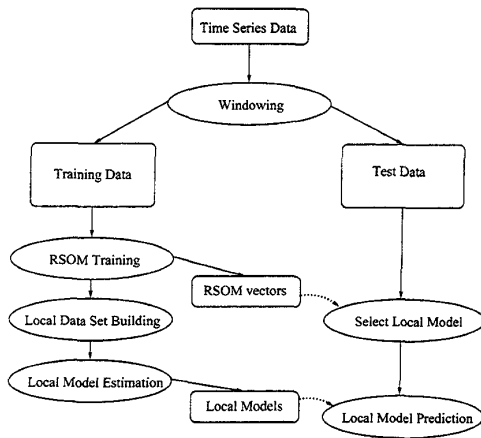 Time Series Data
Windowing
Training Data
Test Data
RSOM Training
RSOM vectors
Local Data Set Building
Select Local Model
Local Model Estimation
Local Models
Local Model Prediction